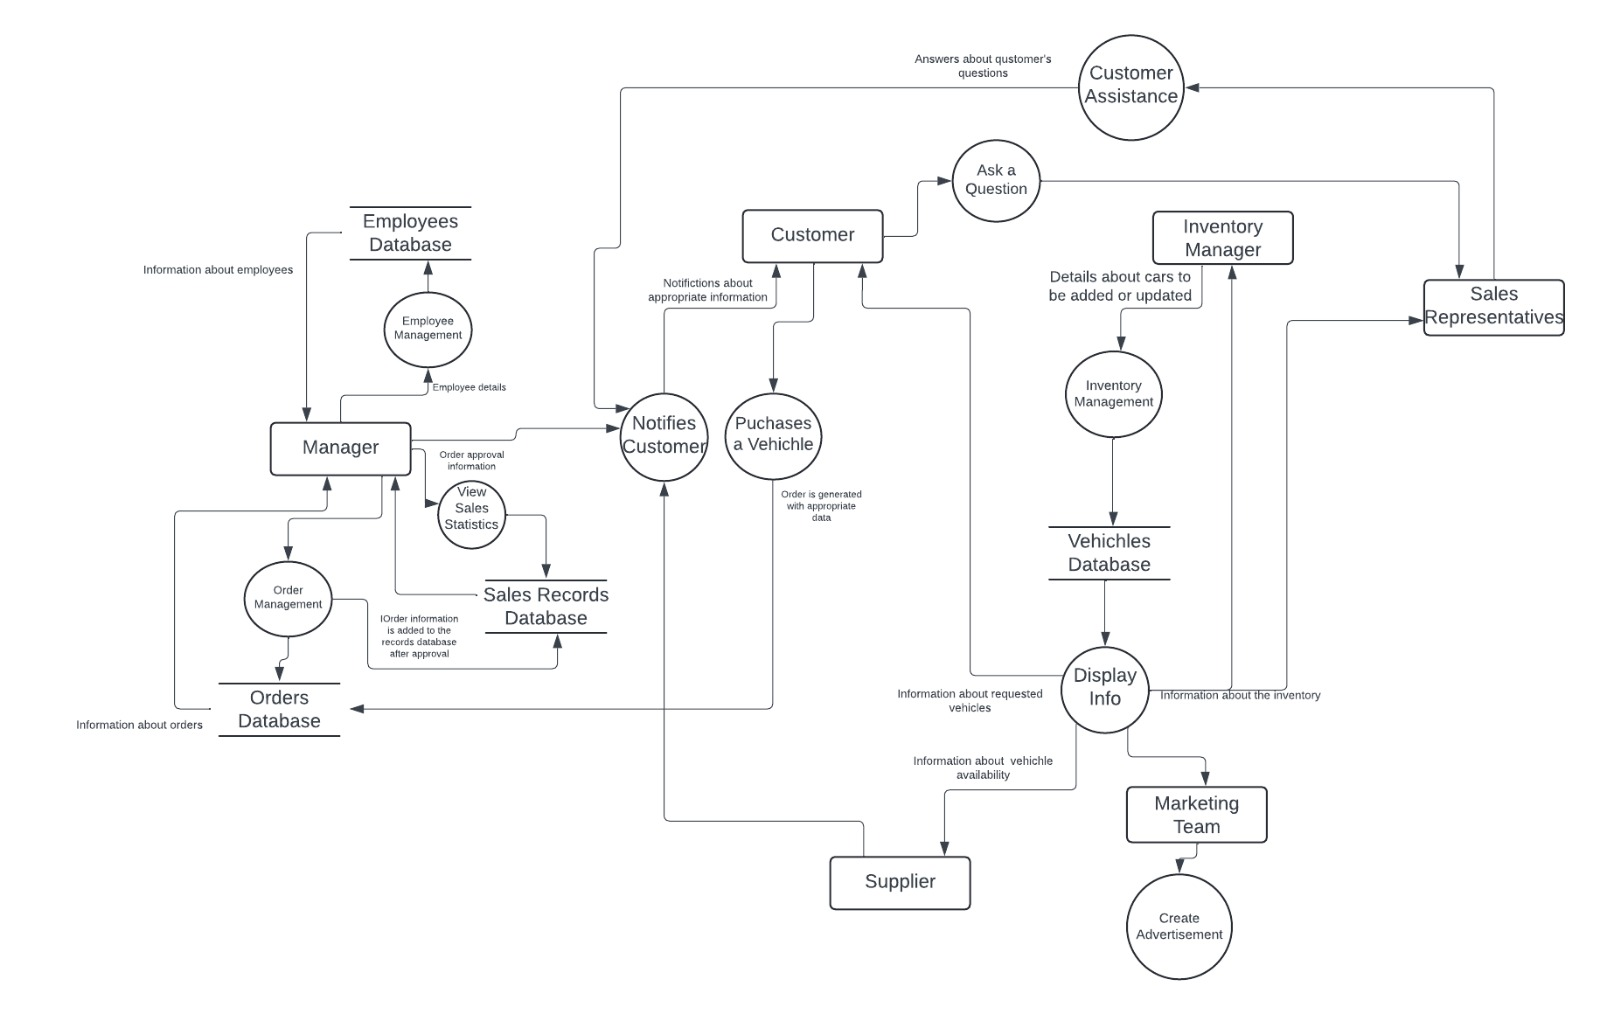 Answers about qustomer's
questions
Customer
Assistance
Ask a
Question
Employees
Database
Customer
Inventory
Manager
Information about employees
Notifictions about
appropriate information
Details about cars to
be added or updated
Sales
Representatives
Employee
Management
Employee details
Inventory
Management
Manager
Notifies
Customer
Puchases
a Vehichle
Order approval
information
View
Sales
Statistics
Order is generated
with appropriate
data
Vehichles
Database
Order
Management
Sales Records
Database
IOrder information
is added to the
records database
after approval
Orders
Database
Information about orders
Display
Info
Information about requested
vehicles
Information about the inventory
Information about  vehichle
availability
Marketing
Team
Supplier
Create
Advertisement